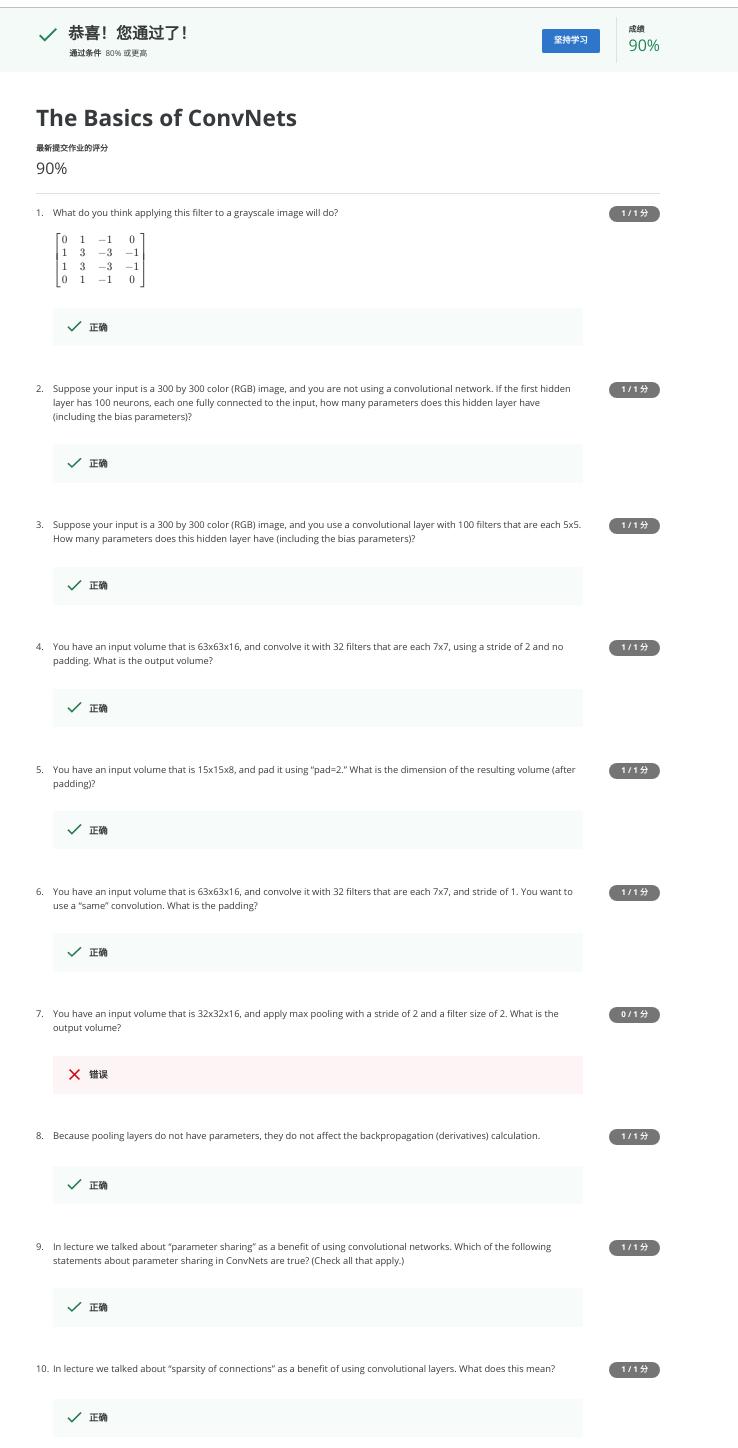 恭喜！您通过了！
通过条件 80% 或更高
坚持学习
成绩
90%
The Basics of ConvNets
最新提交作业的评分
90%
1. What do you think applying this filter to a grayscale image will do?
1 / 1 分
0 1 −1 0
1 3 −3 −1
1 3 −3 −1
0 1 −1 0
正确
2. Suppose your input is a 300 by 300 color (RGB) image, and you are not using a convolutional network. If the first hidden
layer has 100 neurons, each one fully connected to the input, how many parameters does this hidden layer have
(including the bias parameters)?
1 / 1 分
正确
3. Suppose your input is a 300 by 300 color (RGB) image, and you use a convolutional layer with 100 filters that are each 5x5.
How many parameters does this hidden layer have (including the bias parameters)?
1 / 1 分
正确
4. You have an input volume that is 63x63x16, and convolve it with 32 filters that are each 7x7, using a stride of 2 and no
padding. What is the output volume?
1 / 1 分
正确
5. You have an input volume that is 15x15x8, and pad it using “pad=2.” What is the dimension of the resulting volume (after
padding)?
1 / 1 分
正确
6. You have an input volume that is 63x63x16, and convolve it with 32 filters that are each 7x7, and stride of 1. You want to
use a “same” convolution. What is the padding?
1 / 1 分
正确
7. You have an input volume that is 32x32x16, and apply max pooling with a stride of 2 and a filter size of 2. What is the
output volume?
0 / 1 分
错误
8. Because pooling layers do not have parameters, they do not affect the backpropagation (derivatives) calculation.
1 / 1 分
正确
9. In lecture we talked about “parameter sharing” as a benefit of using convolutional networks. Which of the following
statements about parameter sharing in ConvNets are true? (Check all that apply.)
1 / 1 分
正确
10. In lecture we talked about “sparsity of connections” as a benefit of using convolutional layers. What does this mean?
1 / 1 分
正确